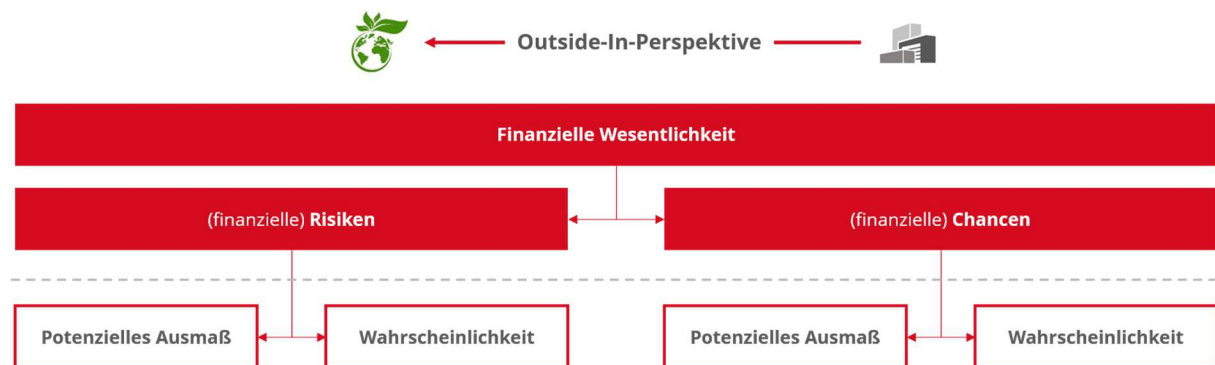 Outside-In-Perspektive
Finanzielle Wesentlichkeit
(finanzielle) Risiken
(finanzielle) Chancen
Potenzielles Ausmaß
Wahrscheinlichkeit
Potenzielles Ausmaß
Wahrscheinlichkeit